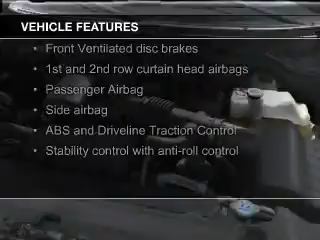 VEHICLE FEATURES
• Front Ventilated disc brakes
• 1st and 2nd row curtain head airbags
• Passenger Airbag
• Side airbag
• ABS and Driveline Traction Control
• Stability control with anti-roll control